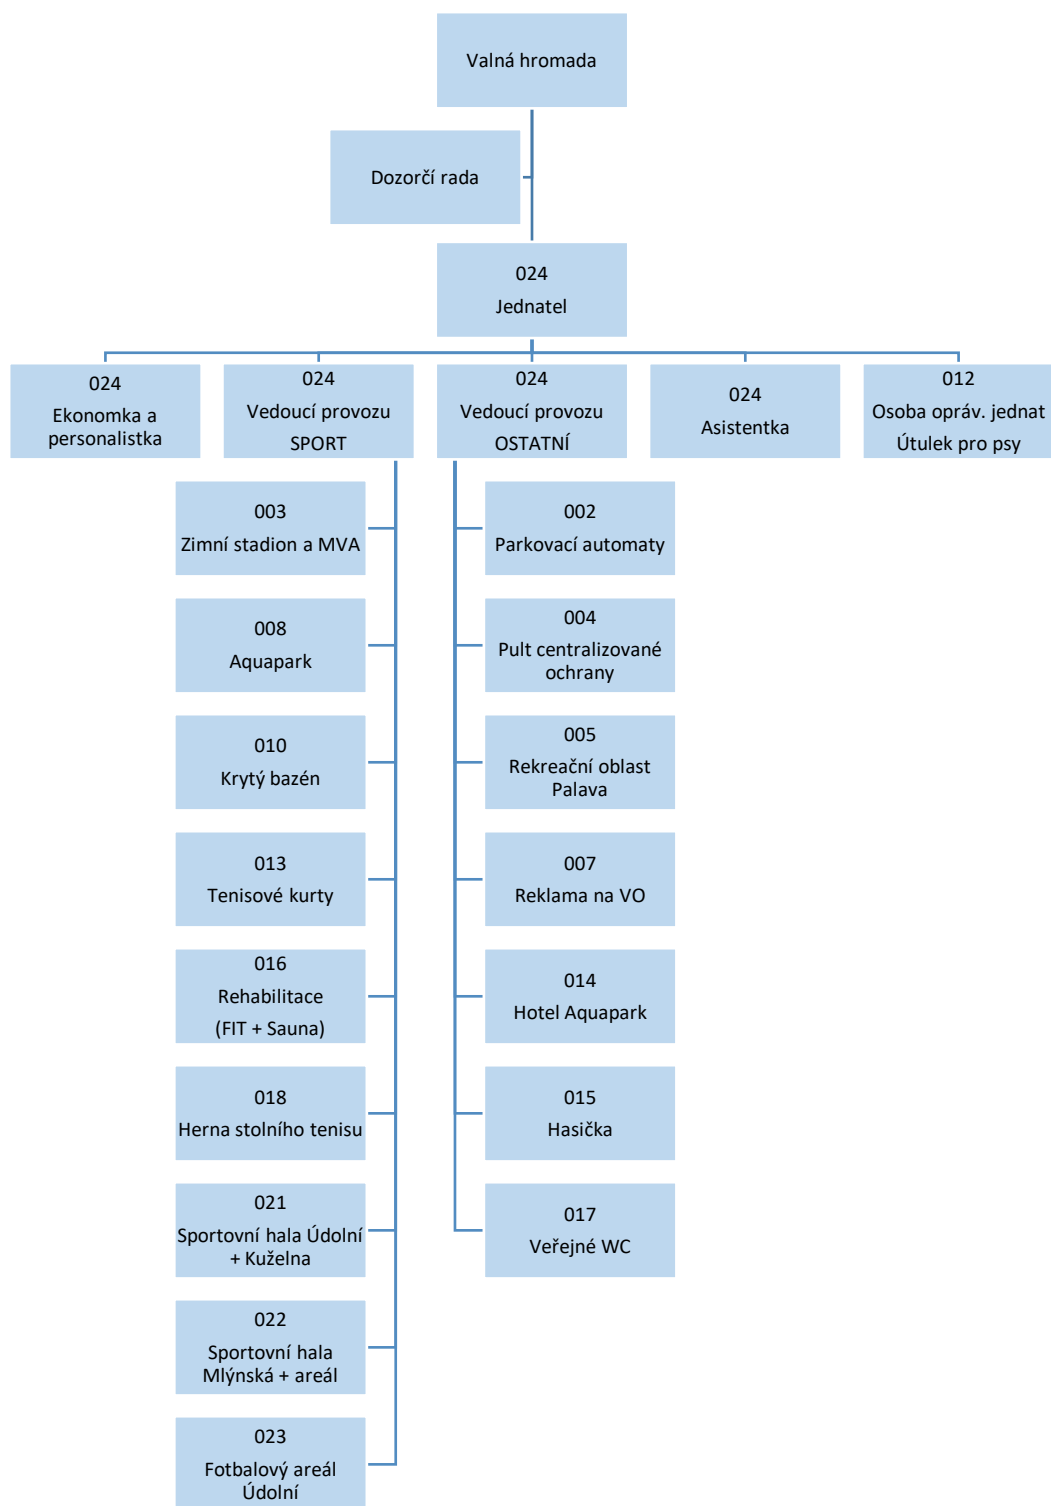 Valná hromada
Dozorčí rada
024
Jednatel
024
Ekonomka a
personalistka
024
Vedoucí provozu
SPORT
024
Vedoucí provozu
OSTATNÍ
024
Asistentka
012
Osoba opráv. jednat
Útulek pro psy
003
Zimní stadion a MVA
008
Aquapark
010
Krytý bazén
013
Tenisové kurty
016
Rehabilitace
(FIT + Sauna)
018
Herna stolního tenisu
021
Sportovní hala Údolní
+ Kuželna
022
Sportovní hala
Mlýnská + areál
023
Fotbalový areál
Údolní
002
Parkovací automaty
004
Pult centralizované
ochrany
005
Rekreační oblast
Palava
007
Reklama na VO
014
Hotel Aquapark
015
Hasička
017
Veřejné WC